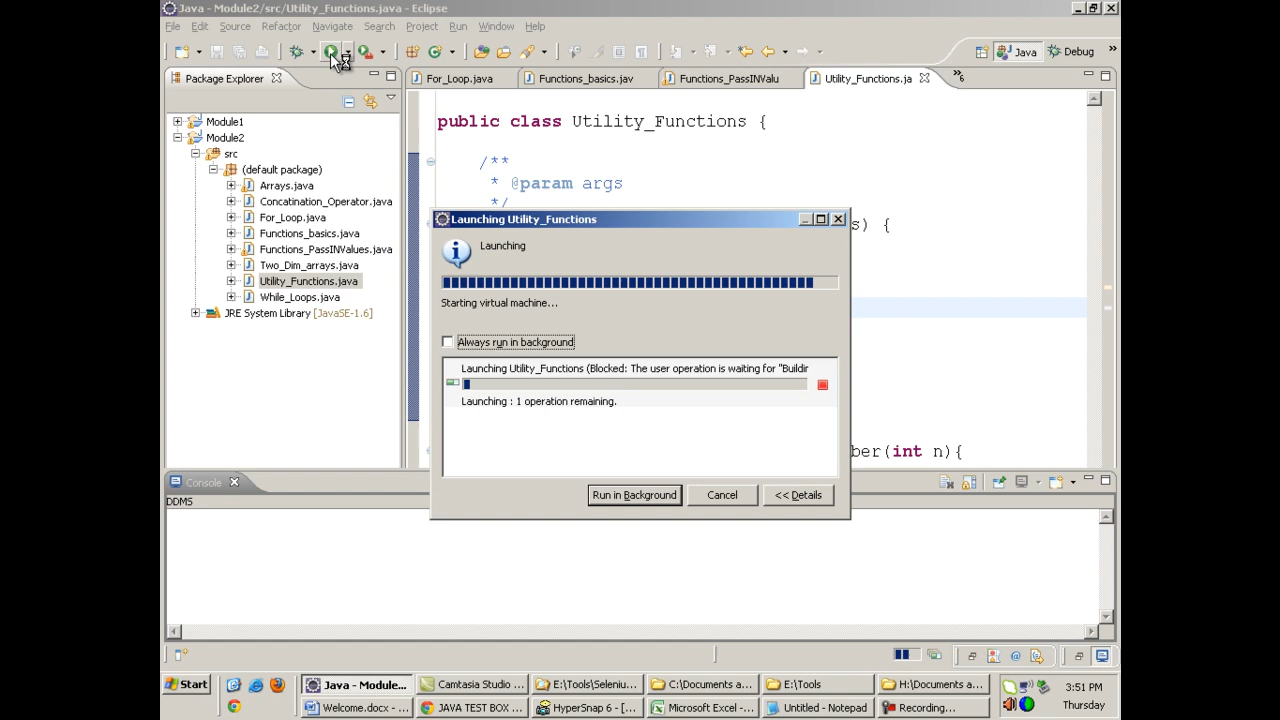 Java - Module2/src/Utility_Functions.java - Eclipse
File Edit Source Refactor Navigate Search Project Run Window Help
Java Debug
Package Explorer
For_Loop.java Functions_basics.jav Functions_PassINValu Utility_Functions.ja
Module1
Module2
src
(default package)
Arrays.java
Concatination_Operator.java
For_Loop.java
Functions_basics.java
Functions_PassINValues.java
Two_Dim_arrays.java
Utility_Functions.java
While_Loops.java
JRE System Library [JavaSE-1.6]
public class Utility_Functions {
/**
* @param args
*/
s) {
ber(int n){
Launching Utility_Functions
Launching
Starting virtual machine...
Always run in background
Launching Utility_Functions (Blocked: The user operation is waiting for "Buildir
Launching : 1 operation remaining.
Run in Background Cancel << Details
Console
DDMS
Start Java - Module... Camtasia Studio ... E:\Tools\Seleniu... C:\Documents a... E:\Tools H:\Documents a... 3:51 PM
Welcome.docx - ... JAVA TEST BOX ... HyperSnap 6 - [... Microsoft Excel -... Untitled - Notepad Recording... Thursday